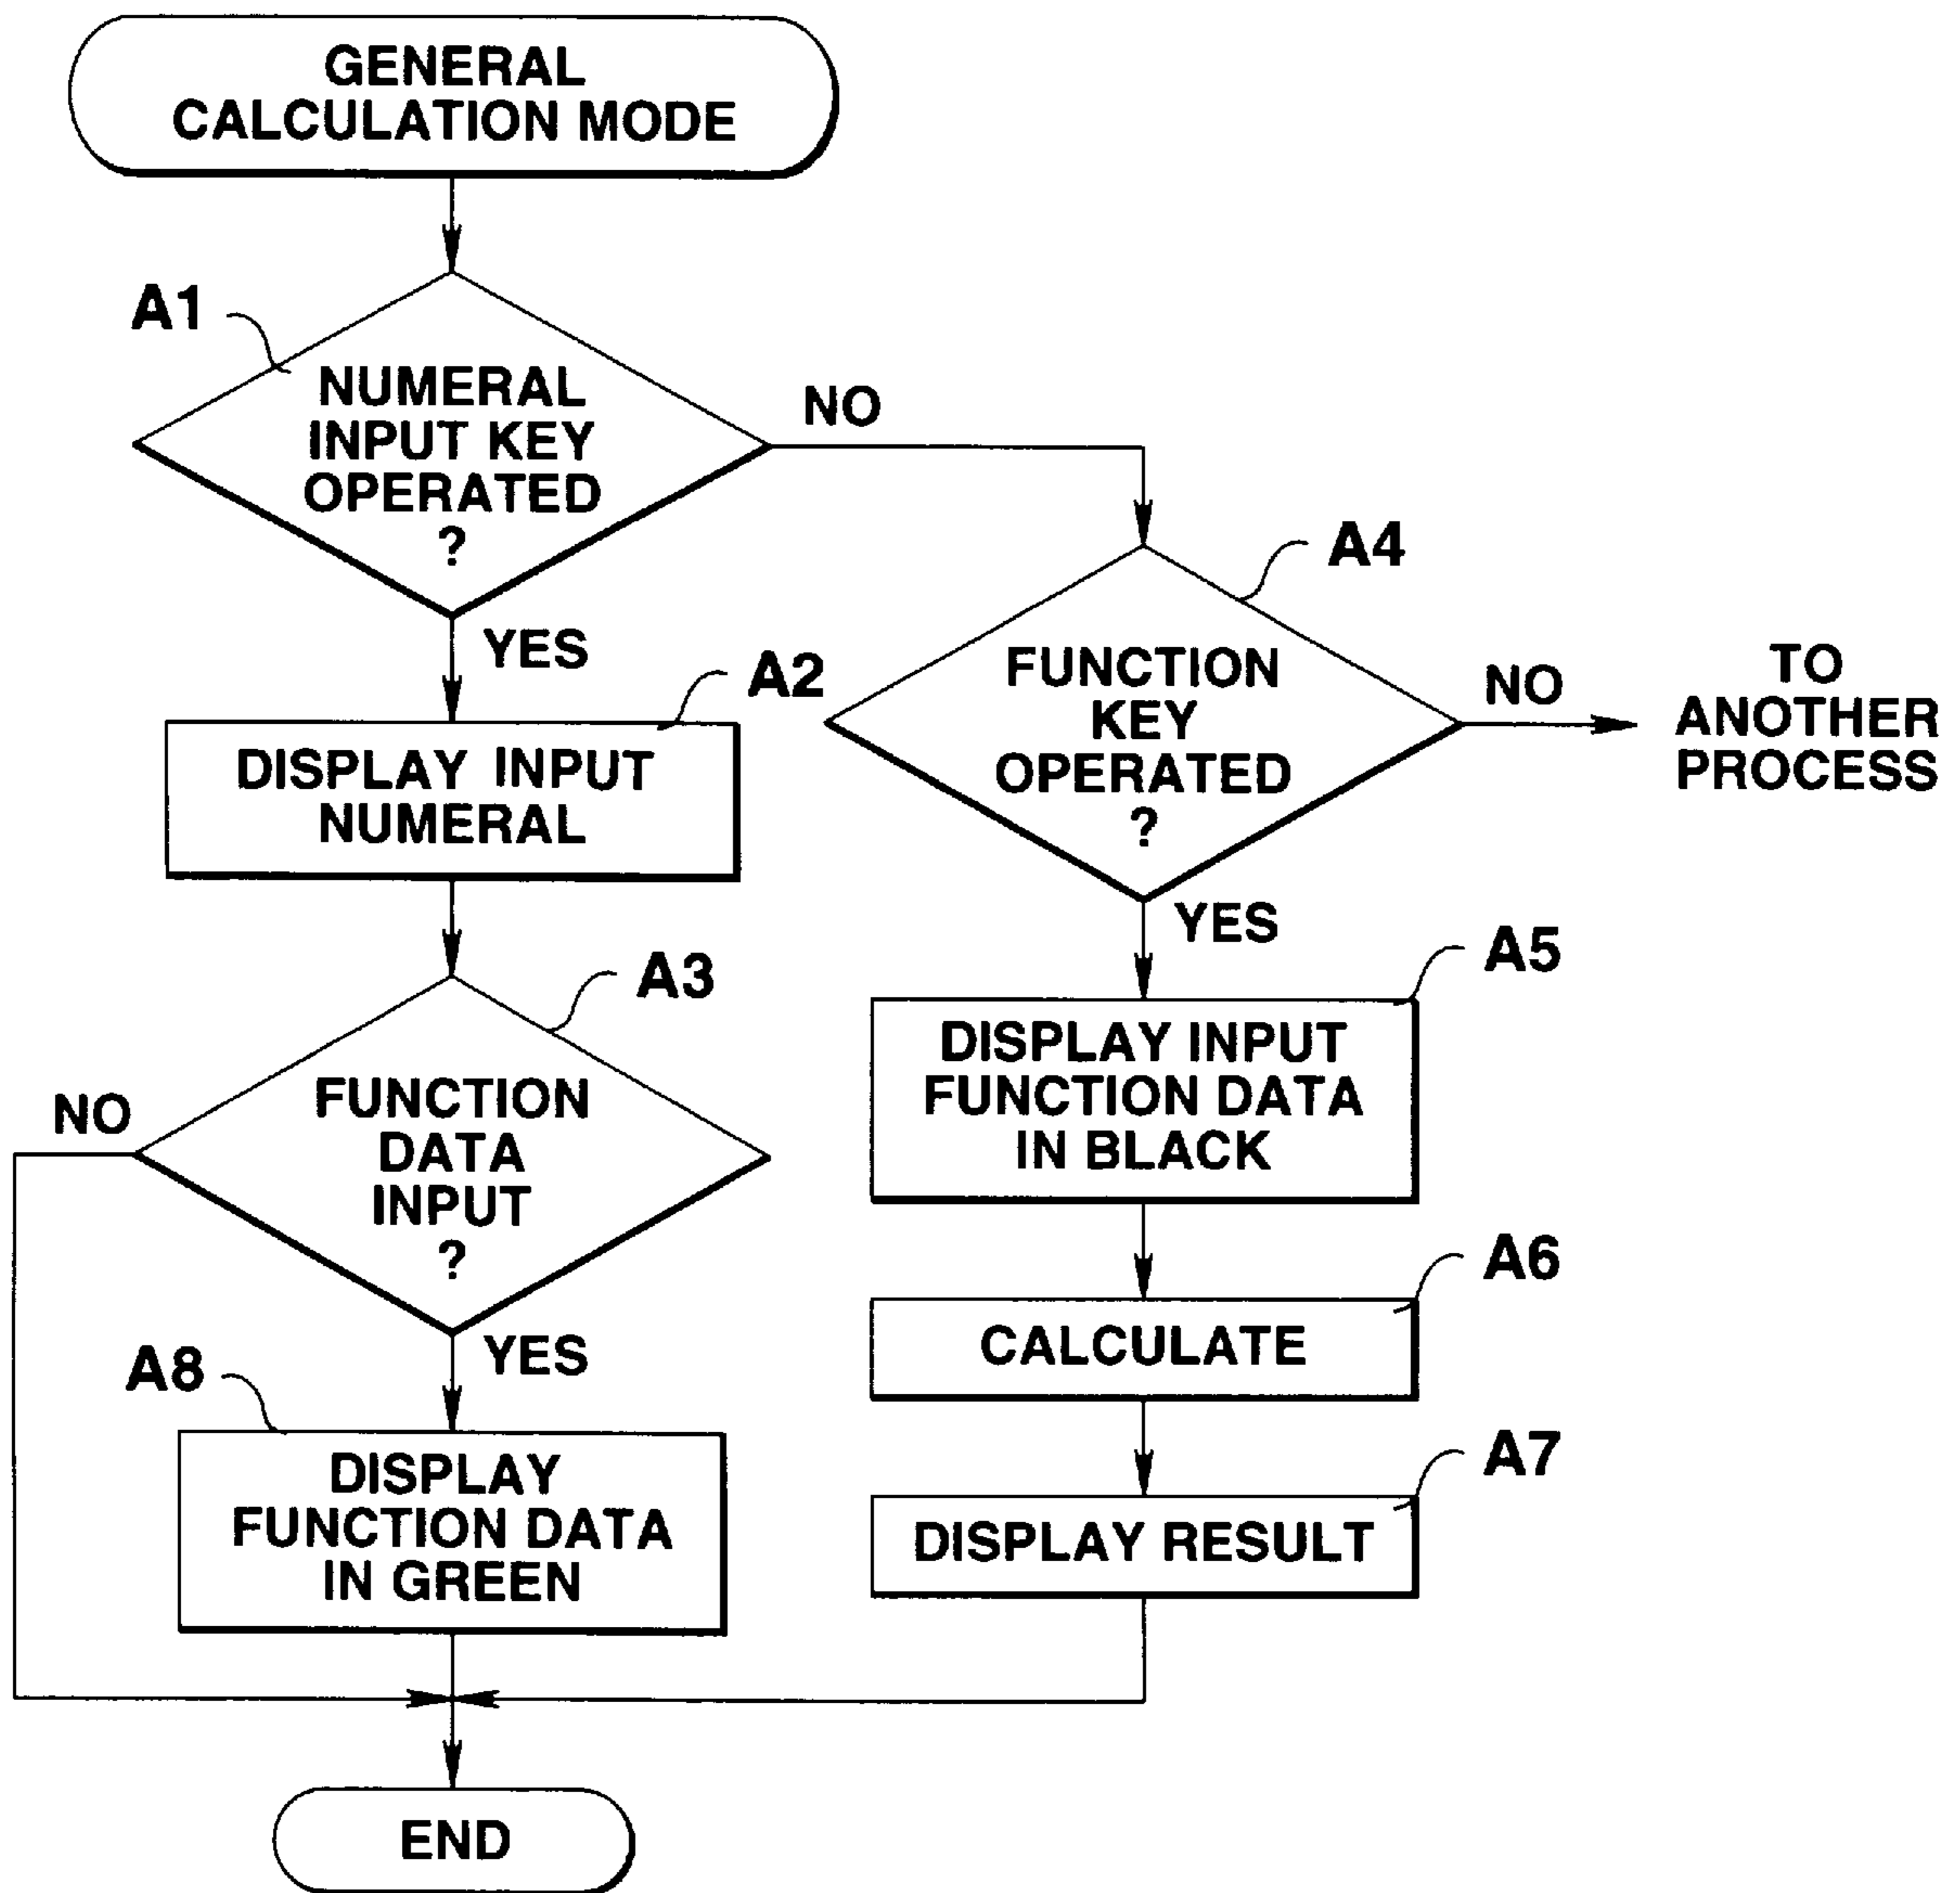 GENERAL
CALCULATION MODE
A1
NUMERAL
INPUT KEY
OPERATED
?
NO
YES
A2
DISPLAY INPUT
NUMERAL
A4
FUNCTION
KEY
OPERATED
?
NO
TO
ANOTHER
PROCESS
YES
A3
FUNCTION
DATA
INPUT
?
NO
YES
A5
DISPLAY INPUT
FUNCTION DATA
IN BLACK
A6
CALCULATE
A8
DISPLAY
FUNCTION DATA
IN GREEN
A7
DISPLAY RESULT
END